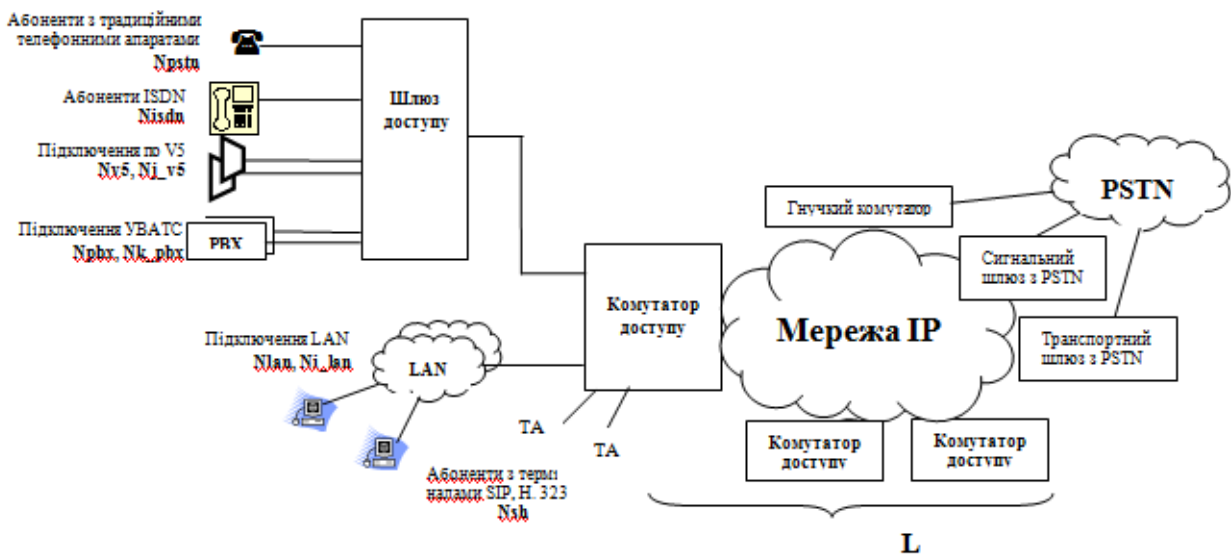 Абоненти з традиційними
телефонними апаратами
Npstn
Абоненти ISDN
Nisdn
Підключення по V5
Nv5, Nj_v5
Підключення УВАТС
Npbx, Nk_pbx
PBX
Шлюз
доступу
Підключення LAN
Nlan, Ni_lan
LAN
Абоненти з термі
налами SIP, H. 323
Nsh
TA
TA
Комутатор
доступу
Гнучкий комутатор
PSTN
Сигнальний
шлюз з PSTN
Мережа IP
Транспортний
шлюз з PSTN
Комутатор
доступу
Комутатор
доступу
L